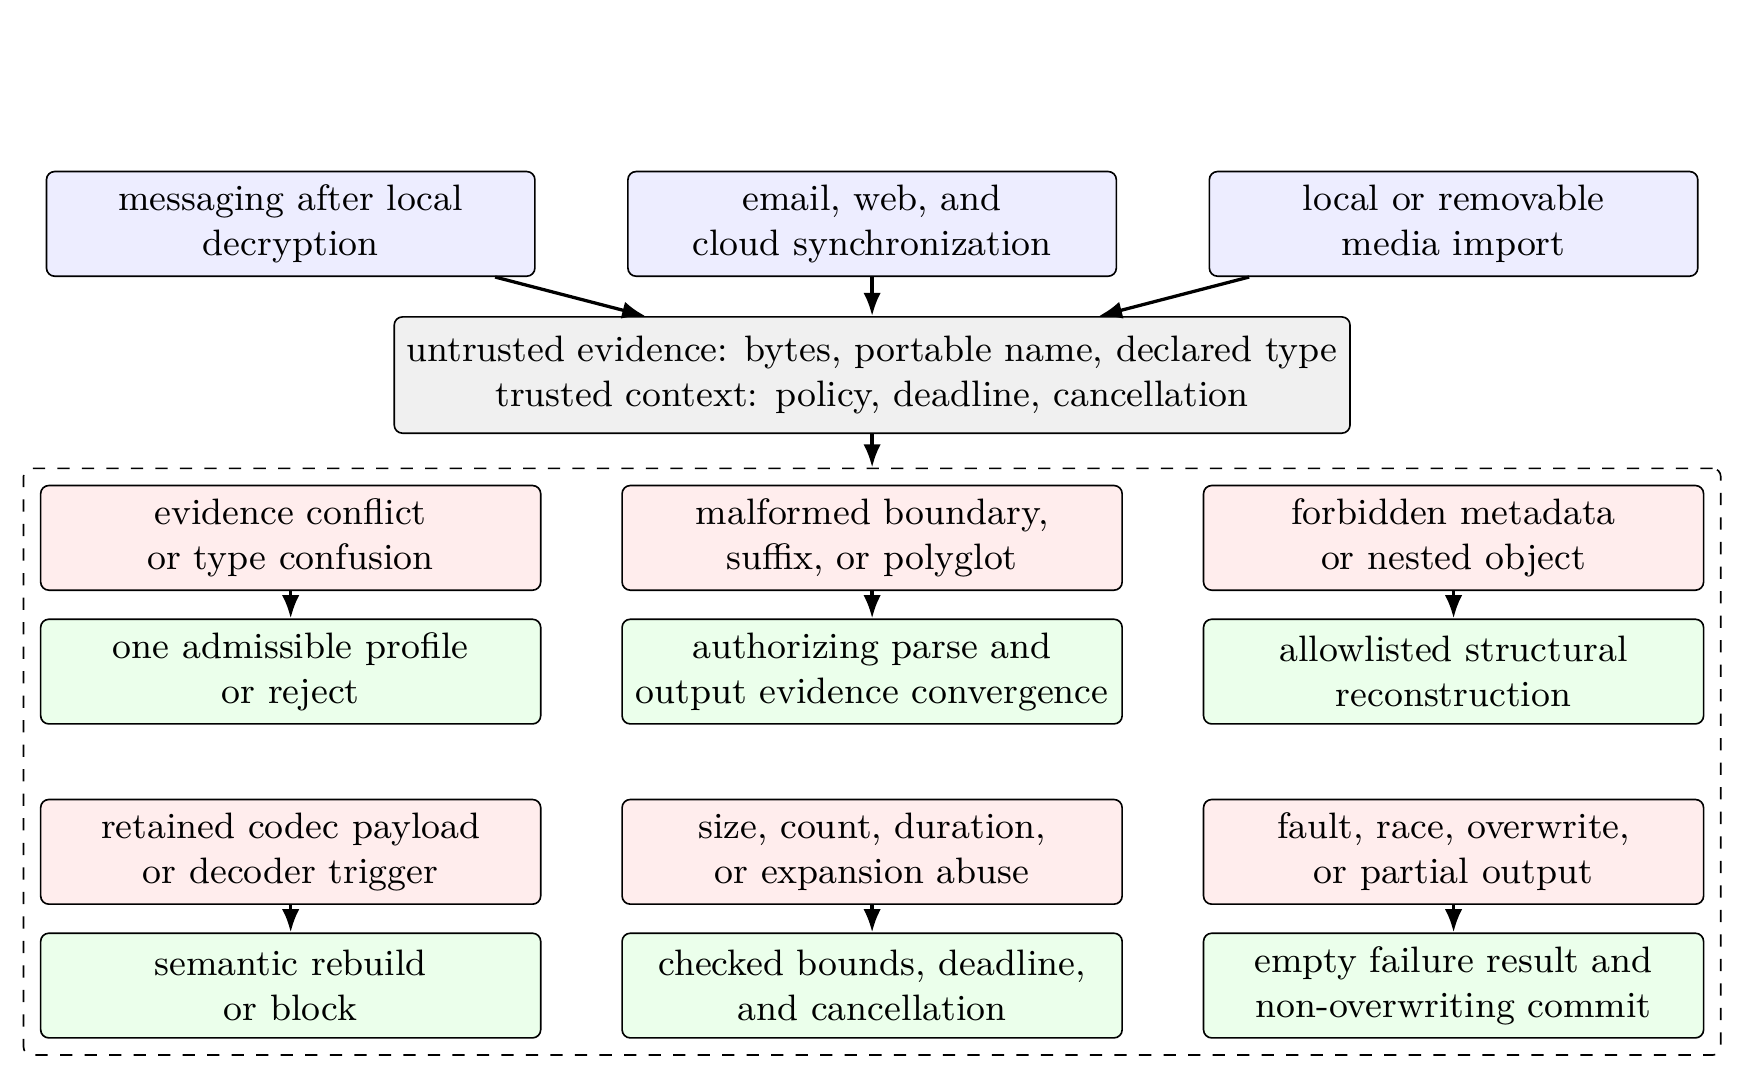 messaging after local
decryption
email, web, and
cloud synchronization
local or removable
media import
untrusted evidence: bytes, portable name, declared type
trusted context: policy, deadline, cancellation
evidence conflict
or type confusion
malformed boundary,
suffix, or polyglot
forbidden metadata
or nested object
one admissible profile
or reject
authorizing parse and
output evidence convergence
allowlisted structural
reconstruction
retained codec payload
or decoder trigger
size, count, duration,
or expansion abuse
fault, race, overwrite,
or partial output
semantic rebuild
or block
checked bounds, deadline,
and cancellation
empty failure result and
non-overwriting commit